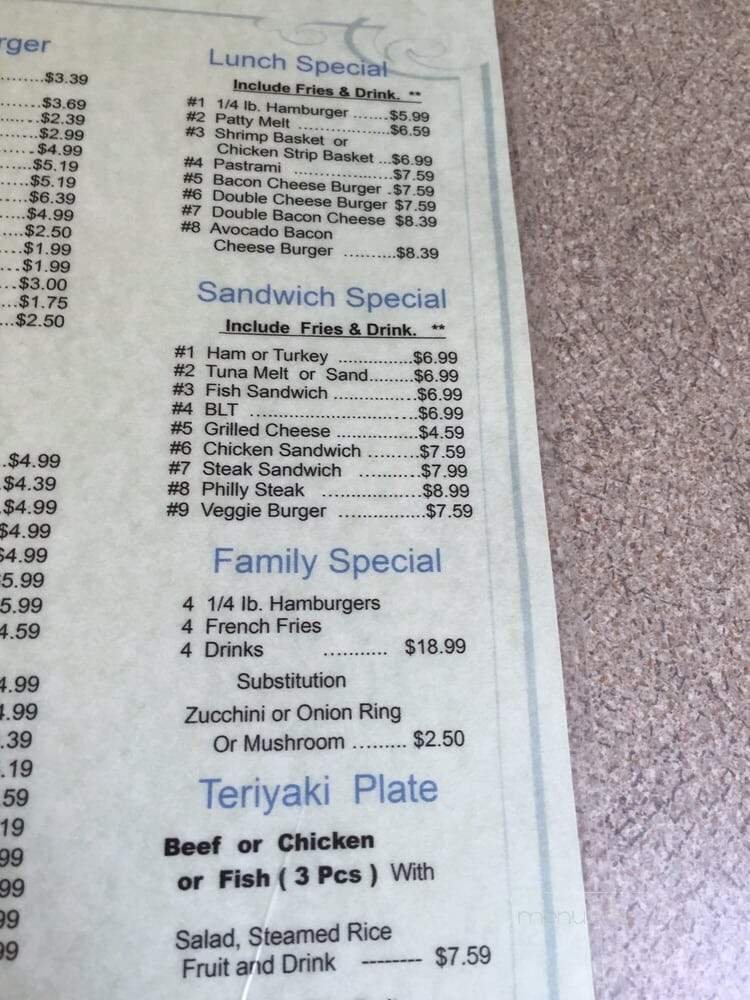 rger
$3.39
$3.69
$2.39
$2.99
$4.99
$5.19
$5.19
$6.39
$4.99
$2.50
$1.99
$1.99
$3.00
$1.75
$2.50
$4.99
$4.39
$4.99
$4.99
$4.99
5.99
5.99
4.59
4.99
4.99
.39
.19
59
19
99
99
99
99
Lunch Special
Include Fries & Drink. **
#1 1/4 lb. Hamburger .......$5.99
#2 Patty Melt ..................$6.59
#3 Shrimp Basket or
Chicken Strip Basket ...$6.99
#4 Pastrami ...................$7.59
#5 Bacon Cheese Burger .$7.59
#6 Double Cheese Burger $7.59
#7 Double Bacon Cheese $8.39
#8 Avocado Bacon
Cheese Burger ..........$8.39
Sandwich Special
Include Fries & Drink. **
#1 Ham or Turkey ..............$6.99
#2 Tuna Melt or Sand........$6.99
#3 Fish Sandwich ...............$6.99
#4 BLT ..............................$6.99
#5 Grilled Cheese ...............$4.59
#6 Chicken Sandwich .........$7.59
#7 Steak Sandwich ...........$7.99
#8 Philly Steak .................$8.99
#9 Veggie Burger ...............$7.59
Family Special
4 1/4 lb. Hamburgers
4 French Fries
4 Drinks ........... $18.99
Substitution
Zucchini or Onion Ring
Or Mushroom ......... $2.50
Teriyaki Plate
Beef or Chicken
or Fish ( 3 Pcs ) With
Salad, Steamed Rice
Fruit and Drink -------- $7.59